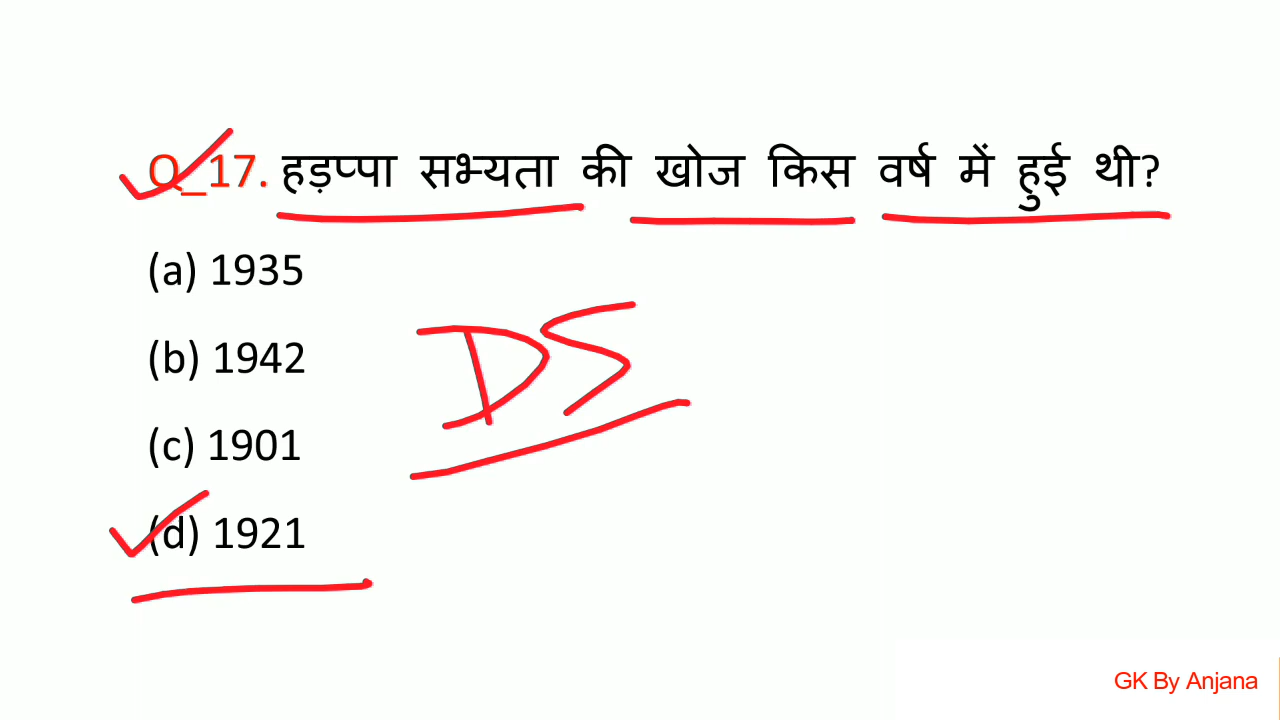 Q_17. हड़प्पा सभ्यता की खोज किस वर्ष में हुई थी?
(a) 1935
(b) 1942
DS
(c) 1901
(d) 1921
GK By Anjana